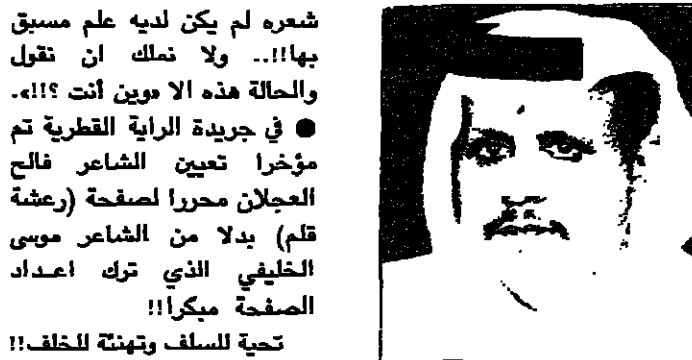 شعره لم يكن لديه علم مسبق
بها!!.. ولا نملك ان نقول
والحالة هذه الا «وين أنت ؟!!».
● في جريدة الراية القطرية تم
مؤخرا تعيين الشاعر فالح
العجلان محررا لصفحة (رعشة
قلم) بدلا من الشاعر موسى
الخليفي الذي ترك اعداد
الصفحة مبكرا!!
تحية للسلف وتهنئة للخلف!!